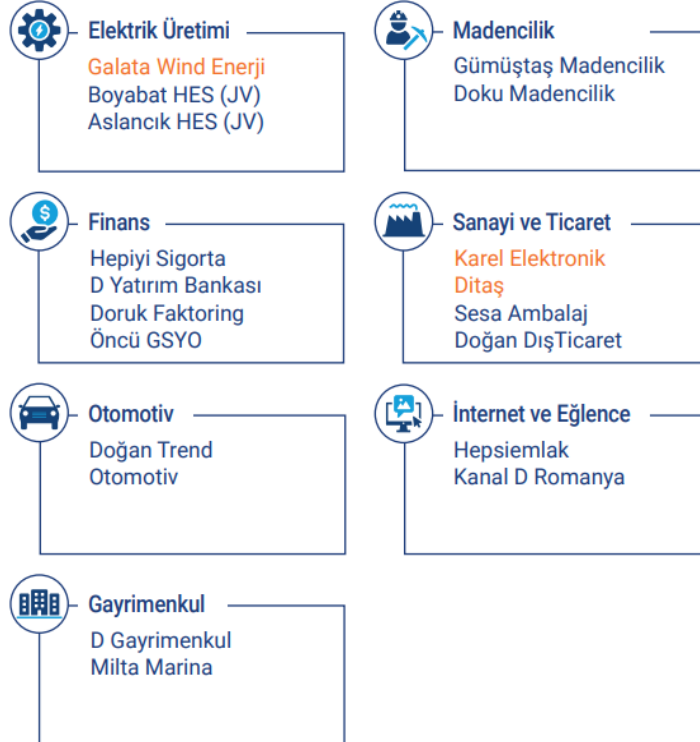 Elektrik Üretimi
Galata Wind Enerji
Boyabat HES (JV)
Aslancık HES (JV)
Madencilik
Gümüştaş Madencilik
Doku Madencilik
Finans
Hepiyi Sigorta
D Yatırım Bankası
Doruk Faktoring
Öncü GSYO
Sanayi ve Ticaret
Karel Elektronik
Ditaş
Sesa Ambalaj
Doğan DışTicaret
Otomotiv
Doğan Trend
Otomotiv
İnternet ve Eğlence
Hepsiemlak
Kanal D Romanya
Gayrimenkul
D Gayrimenkul
Milta Marina